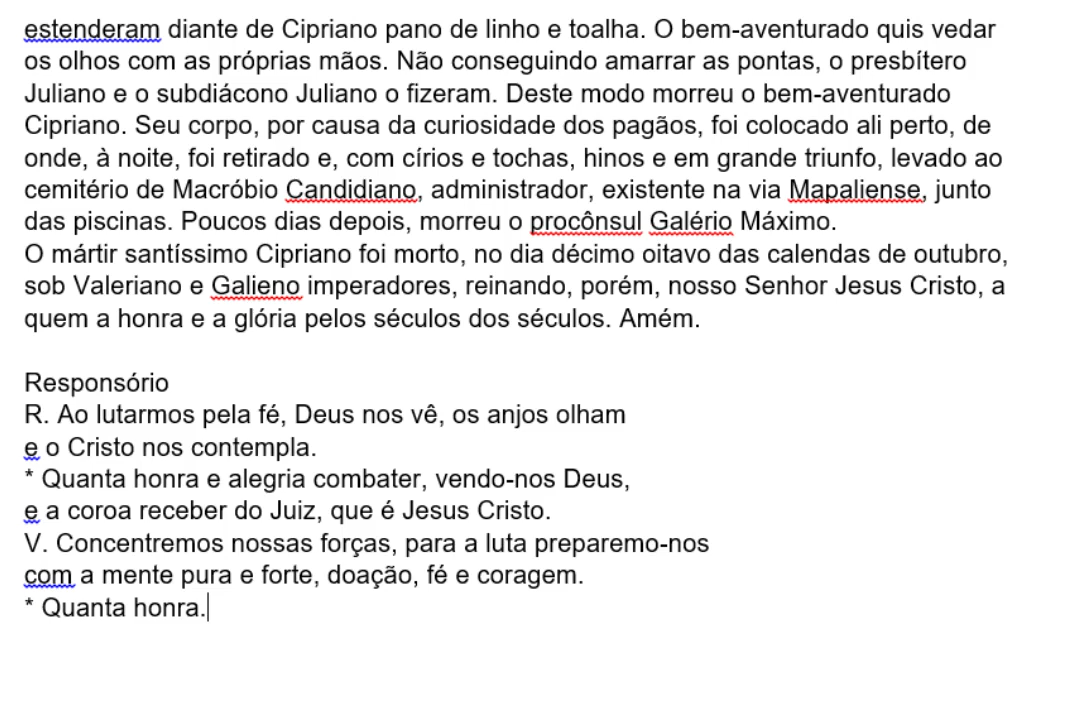 estenderam diante de Cipriano pano de linho e toalha. O bem-aventurado quis vedar
os olhos com as próprias mãos. Não conseguindo amarrar as pontas, o presbítero
Juliano e o subdiácono Juliano o fizeram. Deste modo morreu o bem-aventurado
Cipriano. Seu corpo, por causa da curiosidade dos pagãos, foi colocado ali perto, de
onde, à noite, foi retirado e, com círios e tochas, hinos e em grande triunfo, levado ao
cemitério de Macróbio Candidiano, administrador, existente na via Mapaliense, junto
das piscinas. Poucos dias depois, morreu o procônsul Galério Máximo.
O mártir santíssimo Cipriano foi morto, no dia décimo oitavo das calendas de outubro,
sob Valeriano e Galieno imperadores, reinando, porém, nosso Senhor Jesus Cristo, a
quem a honra e a glória pelos séculos dos séculos. Amém.

Responsório
R. Ao lutarmos pela fé, Deus nos vê, os anjos olham
e o Cristo nos contempla.
* Quanta honra e alegria combater, vendo-nos Deus,
e a coroa receber do Juiz, que é Jesus Cristo.
V. Concentremos nossas forças, para a luta preparemo-nos
com a mente pura e forte, doação, fé e coragem.
* Quanta honra.